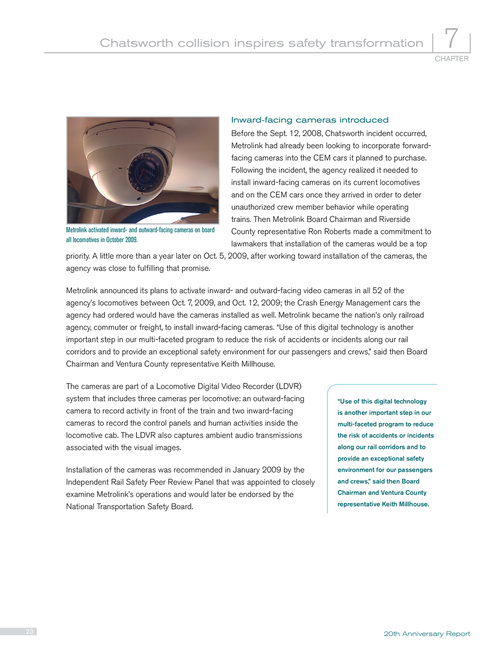 Chatsworth collision inspires safety transformation
7
CHAPTER
Metrolink activated inward- and outward-facing cameras on board
all locomotives in October 2009.
Inward-facing cameras introduced
Before the Sept. 12, 2008, Chatsworth incident occurred,
Metrolink had already been looking to incorporate forward-
facing cameras into the CEM cars it planned to purchase.
Following the incident, the agency realized it needed to
install inward-facing cameras on its current locomotives
and on the CEM cars once they arrived in order to deter
unauthorized crew member behavior while operating
trains. Then Metrolink Board Chairman and Riverside
County representative Ron Roberts made a commitment to
lawmakers that installation of the cameras would be a top
priority. A little more than a year later on Oct. 5, 2009, after working toward installation of the cameras, the
agency was close to fulfilling that promise.
Metrolink announced its plans to activate inward- and outward-facing video cameras in all 52 of the
agency's locomotives between Oct. 7, 2009, and Oct. 12, 2009; the Crash Energy Management cars the
agency had ordered would have the cameras installed as well. Metrolink became the nation's only railroad
agency, commuter or freight, to install inward-facing cameras. "Use of this digital technology is another
important step in our multi-faceted program to reduce the risk of accidents or incidents along our rail
corridors and to provide an exceptional safety environment for our passengers and crews," said then Board
Chairman and Ventura County representative Keith Millhouse.
The cameras are part of a Locomotive Digital Video Recorder (LDVR)
system that includes three cameras per locomotive: an outward-facing
camera to record activity in front of the train and two inward-facing
cameras to record the control panels and human activities inside the
locomotive cab. The LDVR also captures ambient audio transmissions
associated with the visual images.
Installation of the cameras was recommended in January 2009 by the
Independent Rail Safety Peer Review Panel that was appointed to closely
examine Metrolink's operations and would later be endorsed by the
National Transportation Safety Board.
"Use of this digital technology
is another important step in our
multi-faceted program to reduce
the risk of accidents or incidents
along our rail corridors and to
provide an exceptional safety
environment for our passengers
and crews," said then Board
Chairman and Ventura County
representative Keith Millhouse.
20th Anniversary Report